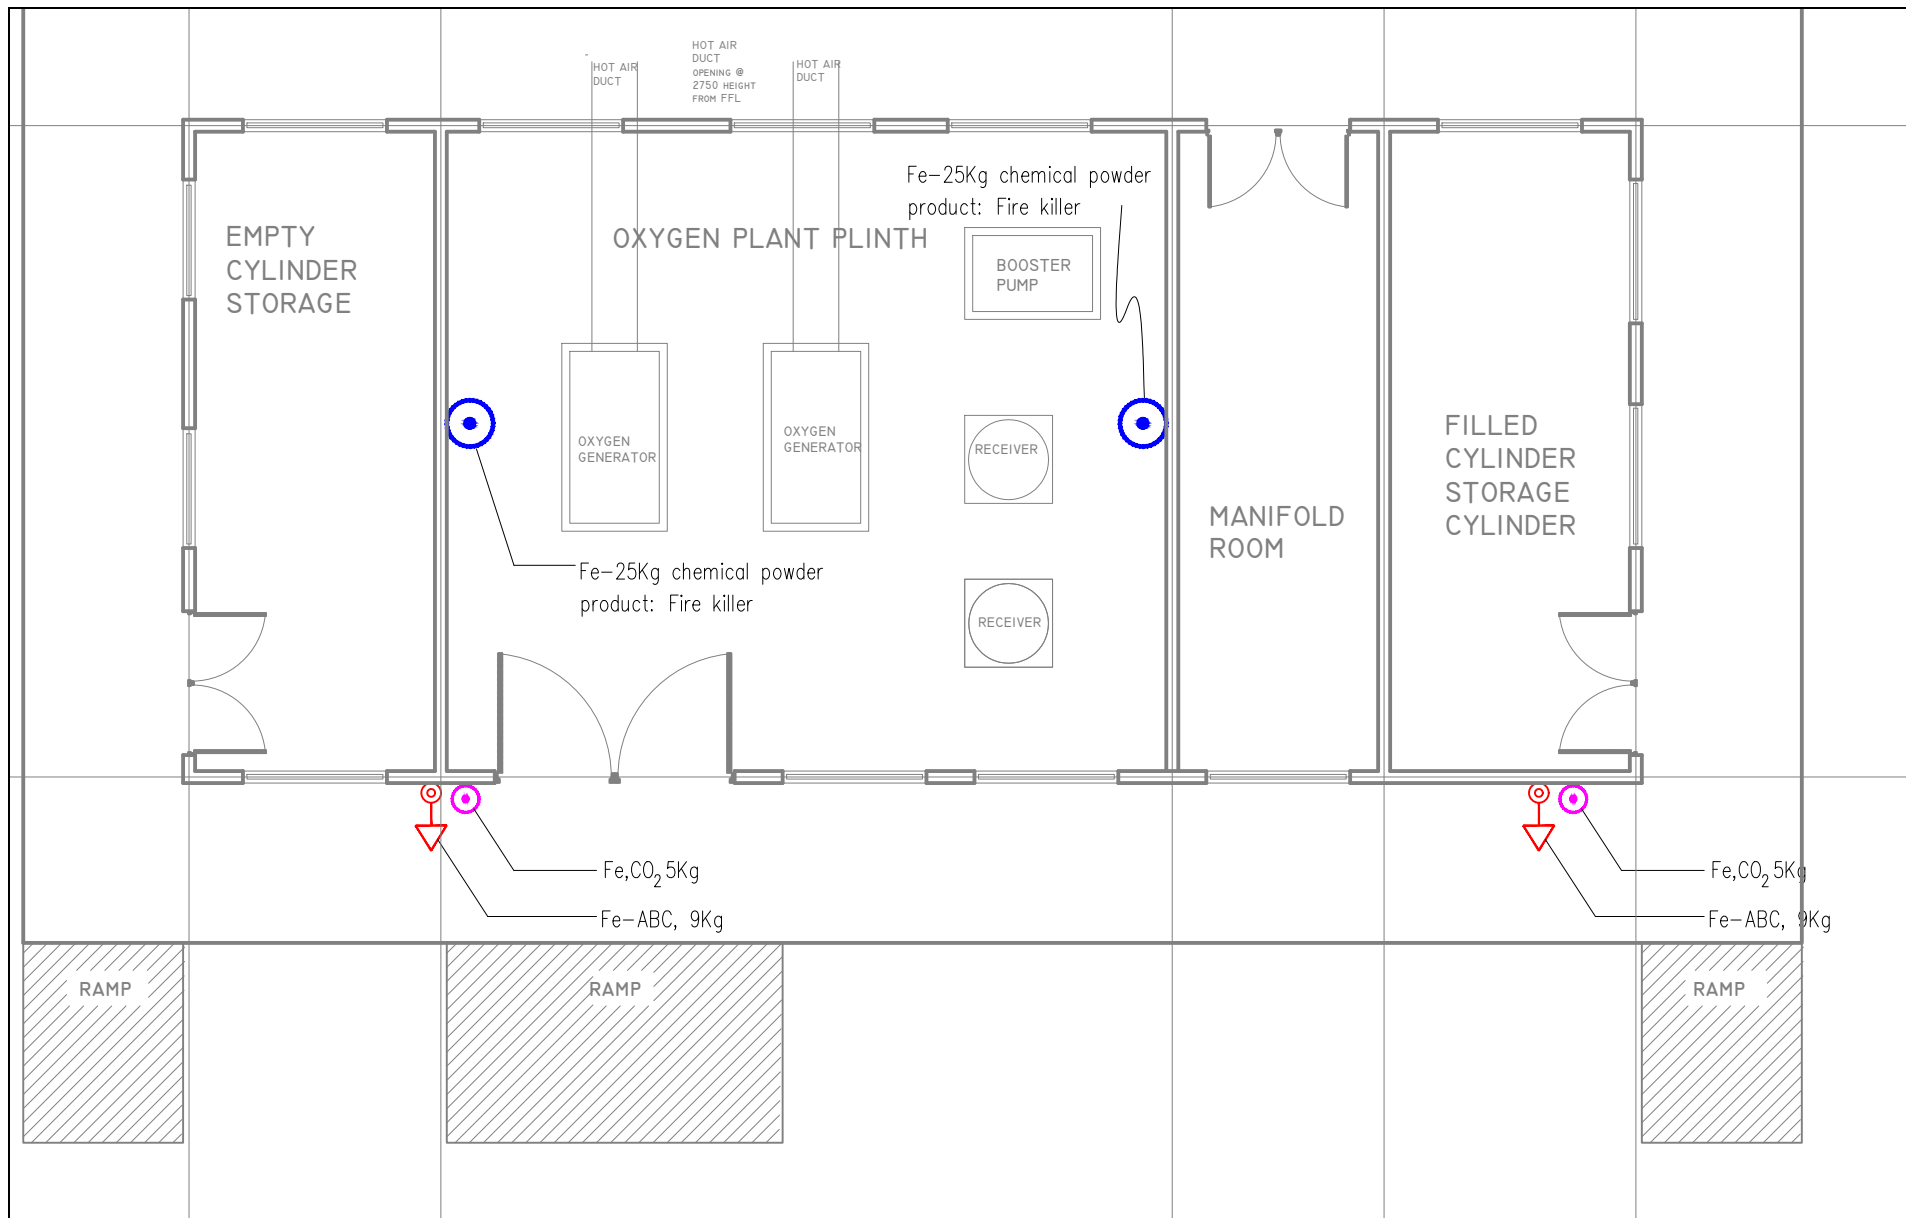 HOT AIR
DUCT
OPENING @
2750 HEIGHT
FROM FFL
HOT AIR
DUCT
HOT AIR
DUCT
Fe-25Kg chemical powder
product: Fire killer
EMPTY
CYLINDER
STORAGE
OXYGEN PLANT PLINTH
BOOSTER
PUMP
OXYGEN
GENERATOR
OXYGEN
GENERATOR
RECEIVER
FILLED
CYLINDER
STORAGE
CYLINDER
MANIFOLD
ROOM
Fe-25Kg chemical powder
product: Fire killer
RECEIVER
Fe,CO2 5Kg
Fe-ABC, 9Kg
Fe,CO2 5Kg
Fe-ABC, 9Kg
RAMP
RAMP
RAMP